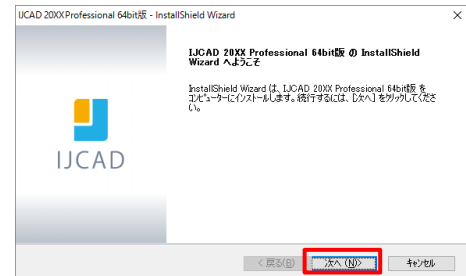 IJCAD 20XX Professional 64bit版 - InstallShield Wizard
IJCAD 20XX Professional 64bit版 の InstallShield
Wizard へようこそ
InstallShield Wizard は、IJCAD 20XX Professional 64bit版 を
コンピューターにインストールします。続行するには、[次へ] をクリックしてくださ
い。
IJCAD
< 戻る(B)
次へ (N)>
キャンセル